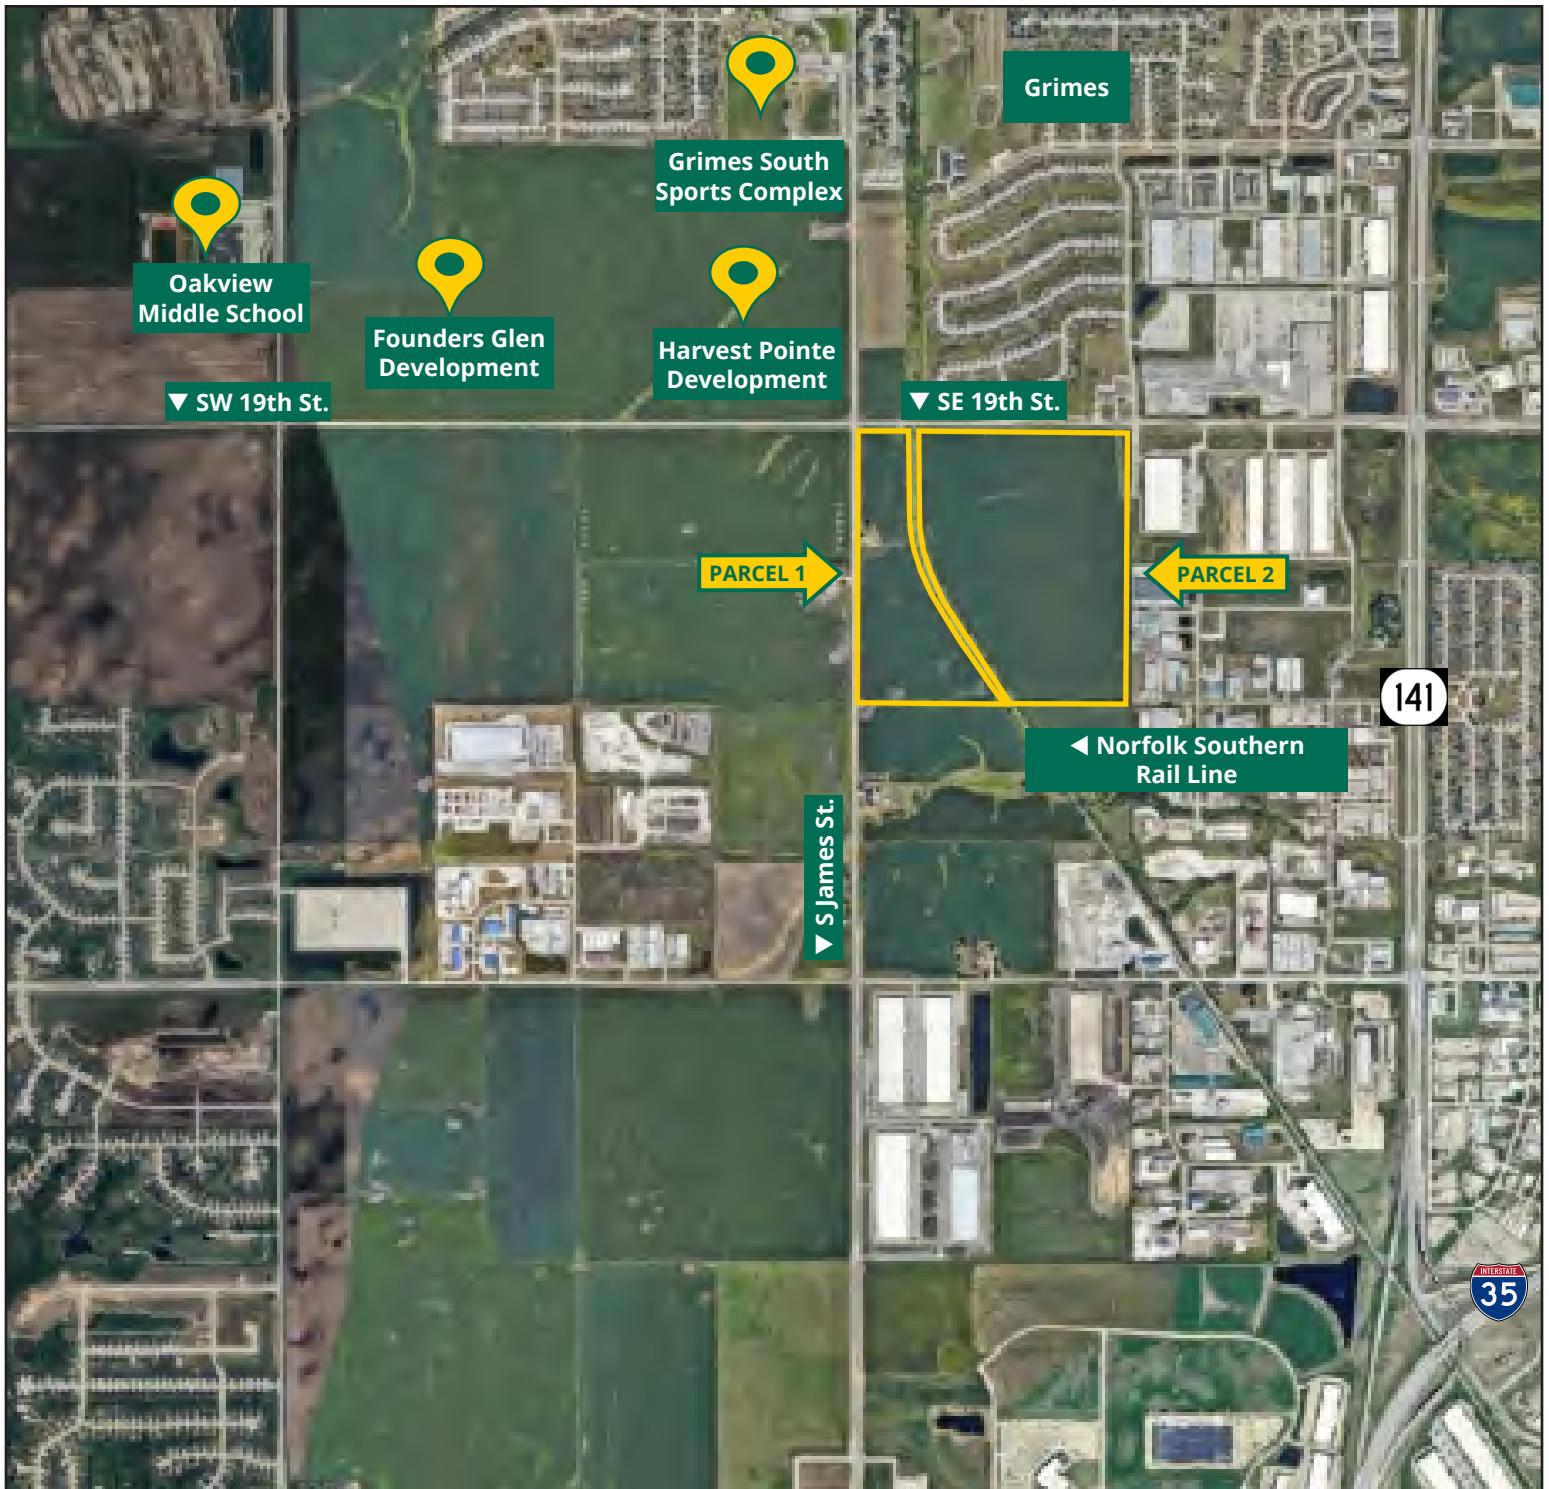 Grimes
Grimes South
Sports Complex
Oakview
Middle School
Founders Glen
Development
Harvest Pointe
Development
▼ SW 19th St.
▼ SE 19th St.
PARCEL 1
PARCEL 2
141
◀ Norfolk Southern
Rail Line
▼ S James St.
INTERSTATE
35